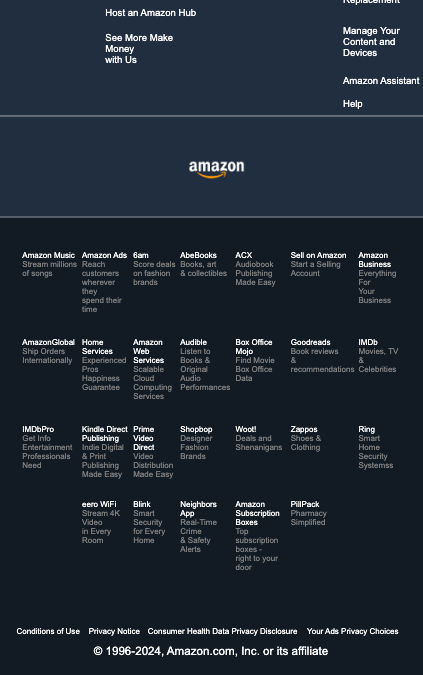 Host an Amazon Hub
See More Make
Money
with Us
Replacement
Manage Your
Content and
Devices
Amazon Assistant
Help
amazon
Amazon Music
Stream millions
of songs
Amazon Ads
Reach
customers
wherever
they
spend their
time
6am
Score deals
on fashion
brands
AbeBooks
Books, art
& collectibles
ACX
Audiobook
Publishing
Made Easy
Sell on Amazon
Start a Selling
Account
Amazon
Business
Everything
For
Your
Business
AmazonGlobal
Ship Orders
Internationally
Home
Services
Experienced
Pros
Happiness
Guarantee
Amazon
Web
Services
Scalable
Cloud
Computing
Services
Audible
Listen to
Books &
Original
Audio
Performances
Box Office
Mojo
Find Movie
Box Office
Data
Goodreads
Book reviews
&
recommendations
IMDb
Movies, TV
&
Celebrities
IMDbPro
Get Info
Entertainment
Professionals
Need
Kindle Direct
Publishing
Indie Digital
& Print
Publishing
Made Easy
Prime
Video
Direct
Video
Distribution
Made Easy
Shopbop
Designer
Fashion
Brands
Woot!
Deals and
Shenanigans
Zappos
Shoes &
Clothing
Ring
Smart
Home
Security
Systemss
eero WiFi
Stream 4K
Video
in Every
Room
Blink
Smart
Security
for Every
Home
Neighbors
App
Real-Time
Crime
& Safety
Alerts
Amazon
Subscription
Boxes
Top
subscription
boxes -
right to your
door
PillPack
Pharmacy
Simplified
Conditions of Use Privacy Notice Consumer Health Data Privacy Disclosure Your Ads Privacy Choices
© 1996-2024, Amazon.com, Inc. or its affiliate